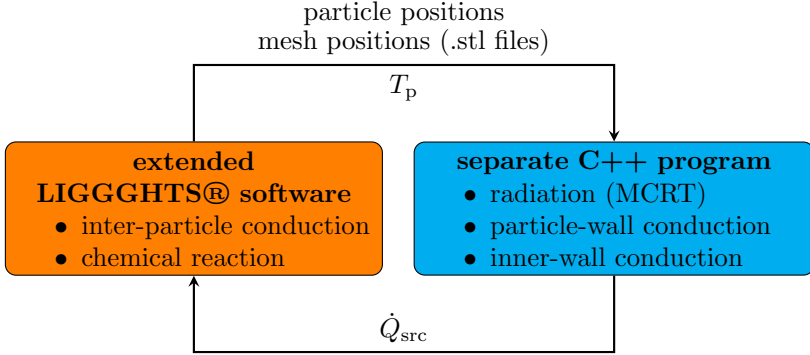 particle positions
mesh positions (.stl files)
T_p
extended
LIGGGHTS® software
• inter-particle conduction
• chemical reaction
separate C++ program
• radiation (MCRT)
• particle-wall conduction
• inner-wall conduction
Q̇_src